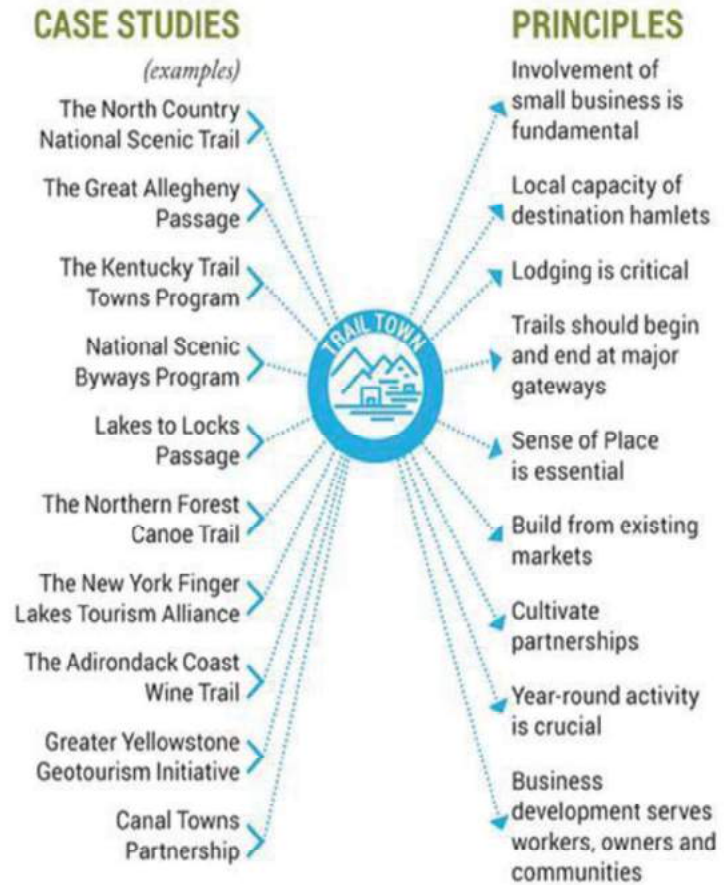 CASE STUDIES
(examples)
The North Country
National Scenic Trail
The Great Allegheny
Passage
The Kentucky Trail
Towns Program
National Scenic
Byways Program
Lakes to Locks
Passage
The Northern Forest
Canoe Trail
The New York Finger
Lakes Tourism Alliance
The Adirondack Coast
Wine Trail
Greater Yellowstone
Geotourism Initiative
Canal Towns
Partnership
TRAIL TOWN
PRINCIPLES
Involvement of
small business is
fundamental
Local capacity of
destination hamlets
Lodging is critical
Trails should begin
and end at major
gateways
Sense of Place
is essential
Build from existing
markets
Cultivate
partnerships
Year-round activity
is crucial
Business
development serves
workers, owners and
communities